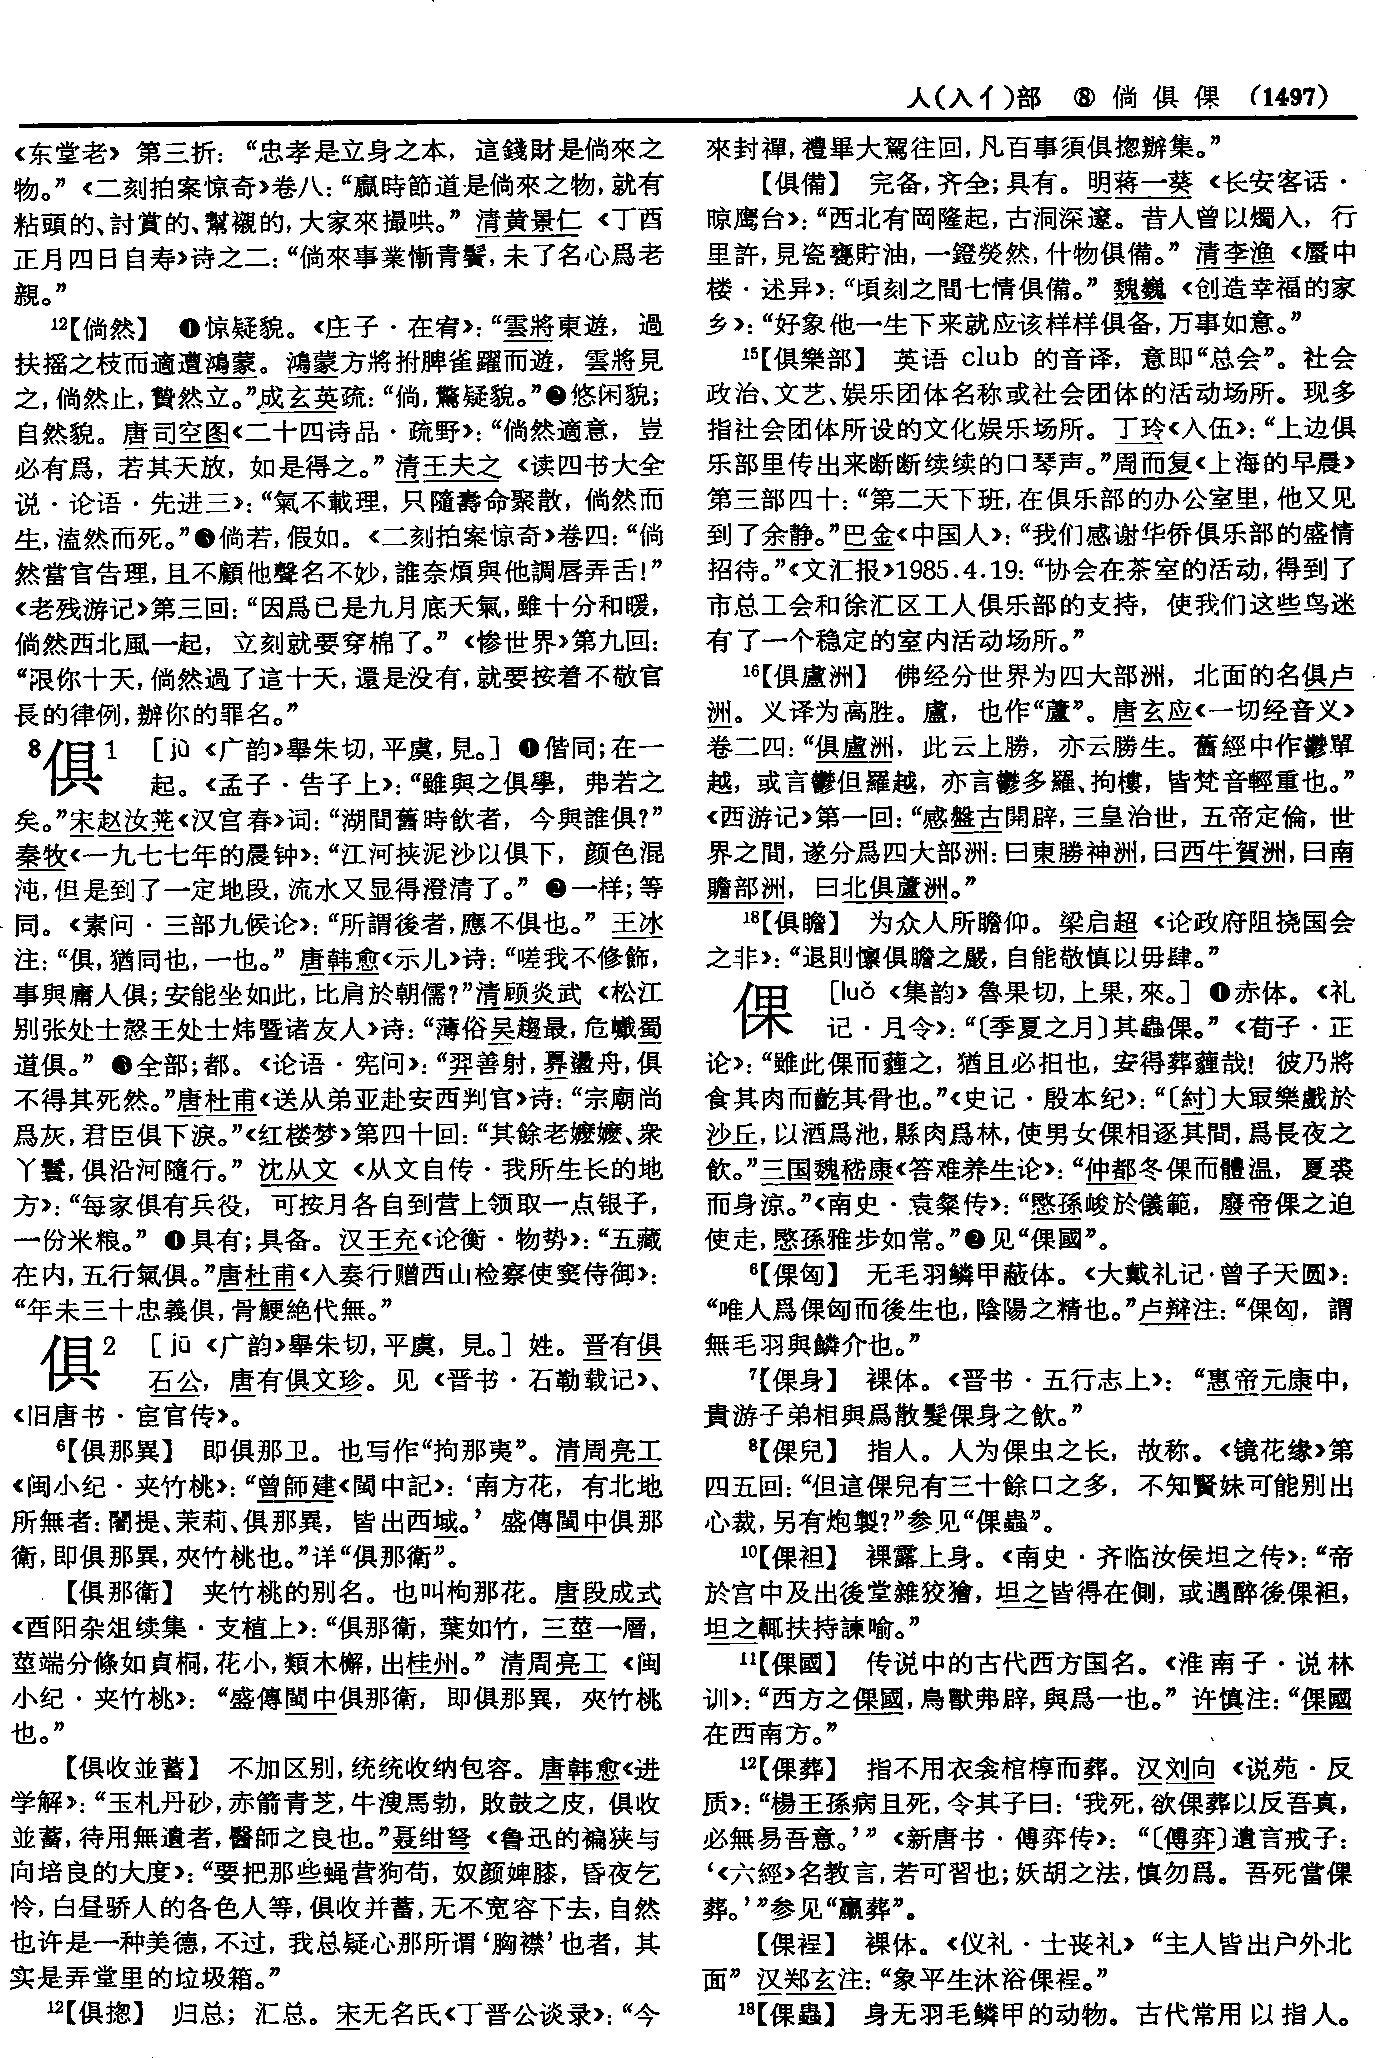 人(入亻)部 ⑧ 倘俱倮 (1497)
《东堂老》第三折：“忠孝是立身之本，這錢財是倘來之
物。”《二刻拍案惊奇》卷八：“贏時節道是倘來之物，就有
粘頭的、討賞的、幫襯的，大家來撮哄。”清黄景仁《丁酉
正月四日自寿》诗之二：“倘來事業慚青鬢，未了名心爲老
親。”
12【倘然】 ❶惊疑貌。《庄子·在宥》：“雲將東遊，過
扶摇之枝而適遭鴻蒙。鴻蒙方將拊脾雀躍而遊，雲將見
之，倘然止，贄然立。”成玄英疏：“倘，驚疑貌。”❷悠闲貌；
自然貌。唐司空图《二十四诗品·疏野》：“倘然適意，豈
必有爲，若其天放，如是得之。”清王夫之《读四书大全
说·论语·先进三》：“氣不載理，只隨壽命聚散，倘然而
生，溘然而死。”❸倘若，假如。《二刻拍案惊奇》卷四：“倘
然當官告理，且不顧他聲名不妙，誰奈煩與他調唇弄舌！”
《老残游记》第三回：“因爲已是九月底天氣，雖十分和暖，
倘然西北風一起，立刻就要穿棉了。”《惨世界》第九回：
“限你十天，倘然過了這十天，還是没有，就要按着不敬官
長的律例，辦你的罪名。”
8俱1 [jū《广韵》舉朱切，平虞，見。] ❶偕同；在一
起。《孟子·告子上》：“雖與之俱學，弗若之
矣。”宋赵汝茪《汉宫春》词：“湖間舊時飲者，今與誰俱？”
秦牧《一九七七年的晨钟》：“江河挟泥沙以俱下，颜色混
沌，但是到了一定地段，流水又显得澄清了。”❷一样；等
同。《素问·三部九候论》：“所謂後者，應不俱也。”王冰
注：“俱，猶同也，一也。”唐韩愈《示儿》诗：“嗟我不修飾，
事與庸人俱；安能坐如此，比肩於朝儒？”清顾炎武《松江
别张处士慤王处士炜暨诸友人》诗：“薄俗吴趨最，危巇蜀
道俱。”❸全部；都。《论语·宪问》：“羿善射，奡盪舟，俱
不得其死然。”唐杜甫《送从弟亚赴安西判官》诗：“宗廟尚
爲灰，君臣俱下淚。”《红楼梦》第四十回：“其餘老嬷嬷、衆
丫鬟，俱沿河隨行。”沈从文《从文自传·我所生长的地
方》：“每家俱有兵役，可按月各自到营上领取一点银子，
一份米粮。”❹具有；具备。汉王充《论衡·物势》：“五藏
在内，五行氣俱。”唐杜甫《入奏行赠西山检察使窦侍御》：
“年未三十忠義俱，骨鯁絶代無。”
俱2 [jū《广韵》舉朱切，平虞，見。] 姓。晋有俱
石公，唐有俱文珍。见《晋书·石勒载记》、
《旧唐书·宦官传》。
6【俱那異】 即俱那卫。也写作“拘那夷”。清周亮工
《闽小纪·夹竹桃》：“曾師建《閩中記》：‘南方花，有北地
所無者：闍提、茉莉、俱那異，皆出西域。’盛傳閩中俱那
衛，即俱那異，夾竹桃也。”详“俱那衛”。
【俱那衛】 夹竹桃的别名。也叫枸那花。唐段成式
《酉阳杂俎续集·支植上》：“俱那衛，葉如竹，三莖一層，
莖端分條如貞桐，花小，類木槲，出桂州。”清周亮工《闽
小纪·夹竹桃》：“盛傳閩中俱那衛，即俱那異，夾竹桃
也。”
【俱收並蓄】 不加区别，统统收纳包容。唐韩愈《进
学解》：“玉札丹砂，赤箭青芝，牛溲馬勃，敗鼓之皮，俱收
並蓄，待用無遺者，醫師之良也。”聂绀弩《鲁迅的褊狭与
向培良的大度》：“要把那些蝇营狗苟，奴颜婢膝，昏夜乞
怜，白昼骄人的各色人等，俱收并蓄，无不宽容下去，自然
也许是一种美德，不过，我总疑心那所谓‘胸襟’也者，其
实是弄堂里的垃圾箱。”
12【俱揔】 归总；汇总。宋无名氏《丁晋公谈录》：“今
來封禪，禮畢大駕往回，凡百事須俱揔辦集。”
【俱備】 完备，齐全；具有。明蒋一葵《长安客话·
晾鹰台》：“西北有岡隆起，古洞深邃。昔人曾以燭入，行
里許，見瓷甕貯油，一鐙熒然，什物俱備。”清李渔《蜃中
楼·述异》：“頃刻之間七情俱備。”魏巍《创造幸福的家
乡》：“好象他一生下来就应该样样俱备，万事如意。”
15【俱樂部】 英语 club 的音译，意即“总会”。社会
政治、文艺、娱乐团体名称或社会团体的活动场所。现多
指社会团体所设的文化娱乐场所。丁玲《入伍》：“上边俱
乐部里传出来断断续续的口琴声。”周而复《上海的早晨》
第三部四十：“第二天下班，在俱乐部的办公室里，他又见
到了余静。”巴金《中国人》：“我们感谢华侨俱乐部的盛情
招待。”《文汇报》1985.4.19：“协会在茶室的活动，得到了
市总工会和徐汇区工人俱乐部的支持，使我们这些鸟迷
有了一个稳定的室内活动场所。”
16【俱盧洲】 佛经分世界为四大部洲，北面的名俱卢
洲。义译为高胜。盧，也作“蘆”。唐玄应《一切经音义》
卷二四：“俱盧洲，此云上勝，亦云勝生。舊經中作鬱單
越，或言鬱但羅越，亦言鬱多羅、拘樓，皆梵音輕重也。”
《西游记》第一回：“感盤古開辟，三皇治世，五帝定倫，世
界之間，遂分爲四大部洲：曰東勝神洲，曰西牛賀洲，曰南
贍部洲，曰北俱蘆洲。”
18【俱瞻】 为众人所瞻仰。梁启超《论政府阻挠国会
之非》：“退則懔俱瞻之嚴，自能敬慎以毋肆。”
倮 [luǒ《集韵》魯果切，上果，來。] ❶赤体。《礼
记·月令》：“〔季夏之月〕其蟲倮。”《荀子·正
论》：“雖此倮而薶之，猶且必抇也，安得葬薶哉！彼乃將
食其肉而齕其骨也。”《史记·殷本纪》：“〔紂〕大冣樂戲於
沙丘，以酒爲池，縣肉爲林，使男女倮相逐其間，爲長夜之
飲。”三国魏嵇康《答难养生论》：“仲都冬倮而體温，夏裘
而身涼。”《南史·袁粲传》：“愍孫峻於儀範，廢帝倮之迫
使走，愍孫雅步如常。”❷见“倮國”。
6【倮匈】 无毛羽鳞甲蔽体。《大戴礼记·曾子天圆》：
“唯人爲倮匈而後生也，陰陽之精也。”卢辩注：“倮匈，謂
無毛羽與鱗介也。”
7【倮身】 裸体。《晋书·五行志上》：“惠帝元康中，
貴游子弟相與爲散髮倮身之飲。”
8【倮兒】 指人。人为倮虫之长，故称。《镜花缘》第
四五回：“但這倮兒有三十餘口之多，不知賢妹可能别出
心裁，另有炮製？”参见“倮蟲”。
10【倮袒】 裸露上身。《南史·齐临汝侯坦之传》：“帝
於宫中及出後堂雜狡獪，坦之皆得在側，或遇醉後倮袒，
坦之輒扶持諫喻。”
11【倮國】 传说中的古代西方国名。《淮南子·说林
训》：“西方之倮國，鳥獸弗辟，與爲一也。”许慎注：“倮國
在西南方。”
12【倮葬】 指不用衣衾棺椁而葬。汉刘向《说苑·反
质》：“楊王孫病且死，令其子曰：‘我死，欲倮葬以反吾真，
必無易吾意。’”《新唐书·傅弈传》：“〔傅弈〕遺言戒子：
‘《六經》名教言，若可習也；妖胡之法，慎勿爲。吾死當倮
葬。’”参见“臝葬”。
【倮裎】 裸体。《仪礼·士丧礼》“主人皆出户外北
面”汉郑玄注：“象平生沐浴倮裎。”
18【倮蟲】 身无羽毛鳞甲的动物。古代常用以指人。